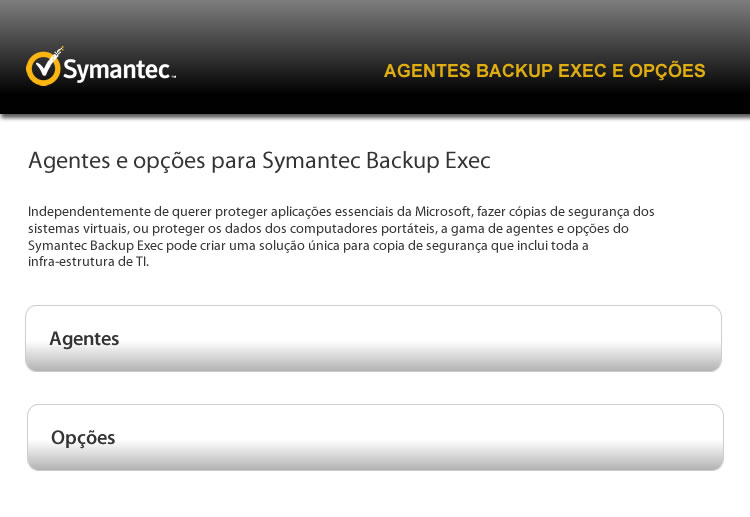 Symantec™
AGENTES BACKUP EXEC E OPÇÕES
Agentes e opções para Symantec Backup Exec
Independentemente de querer proteger aplicações essenciais da Microsoft, fazer cópias de segurança dos
sistemas virtuais, ou proteger os dados dos computadores portáteis, a gama de agentes e opções do
Symantec Backup Exec pode criar uma solução única para copia de segurança que inclui toda a
infra-estrutura de TI.
Agentes
Opções